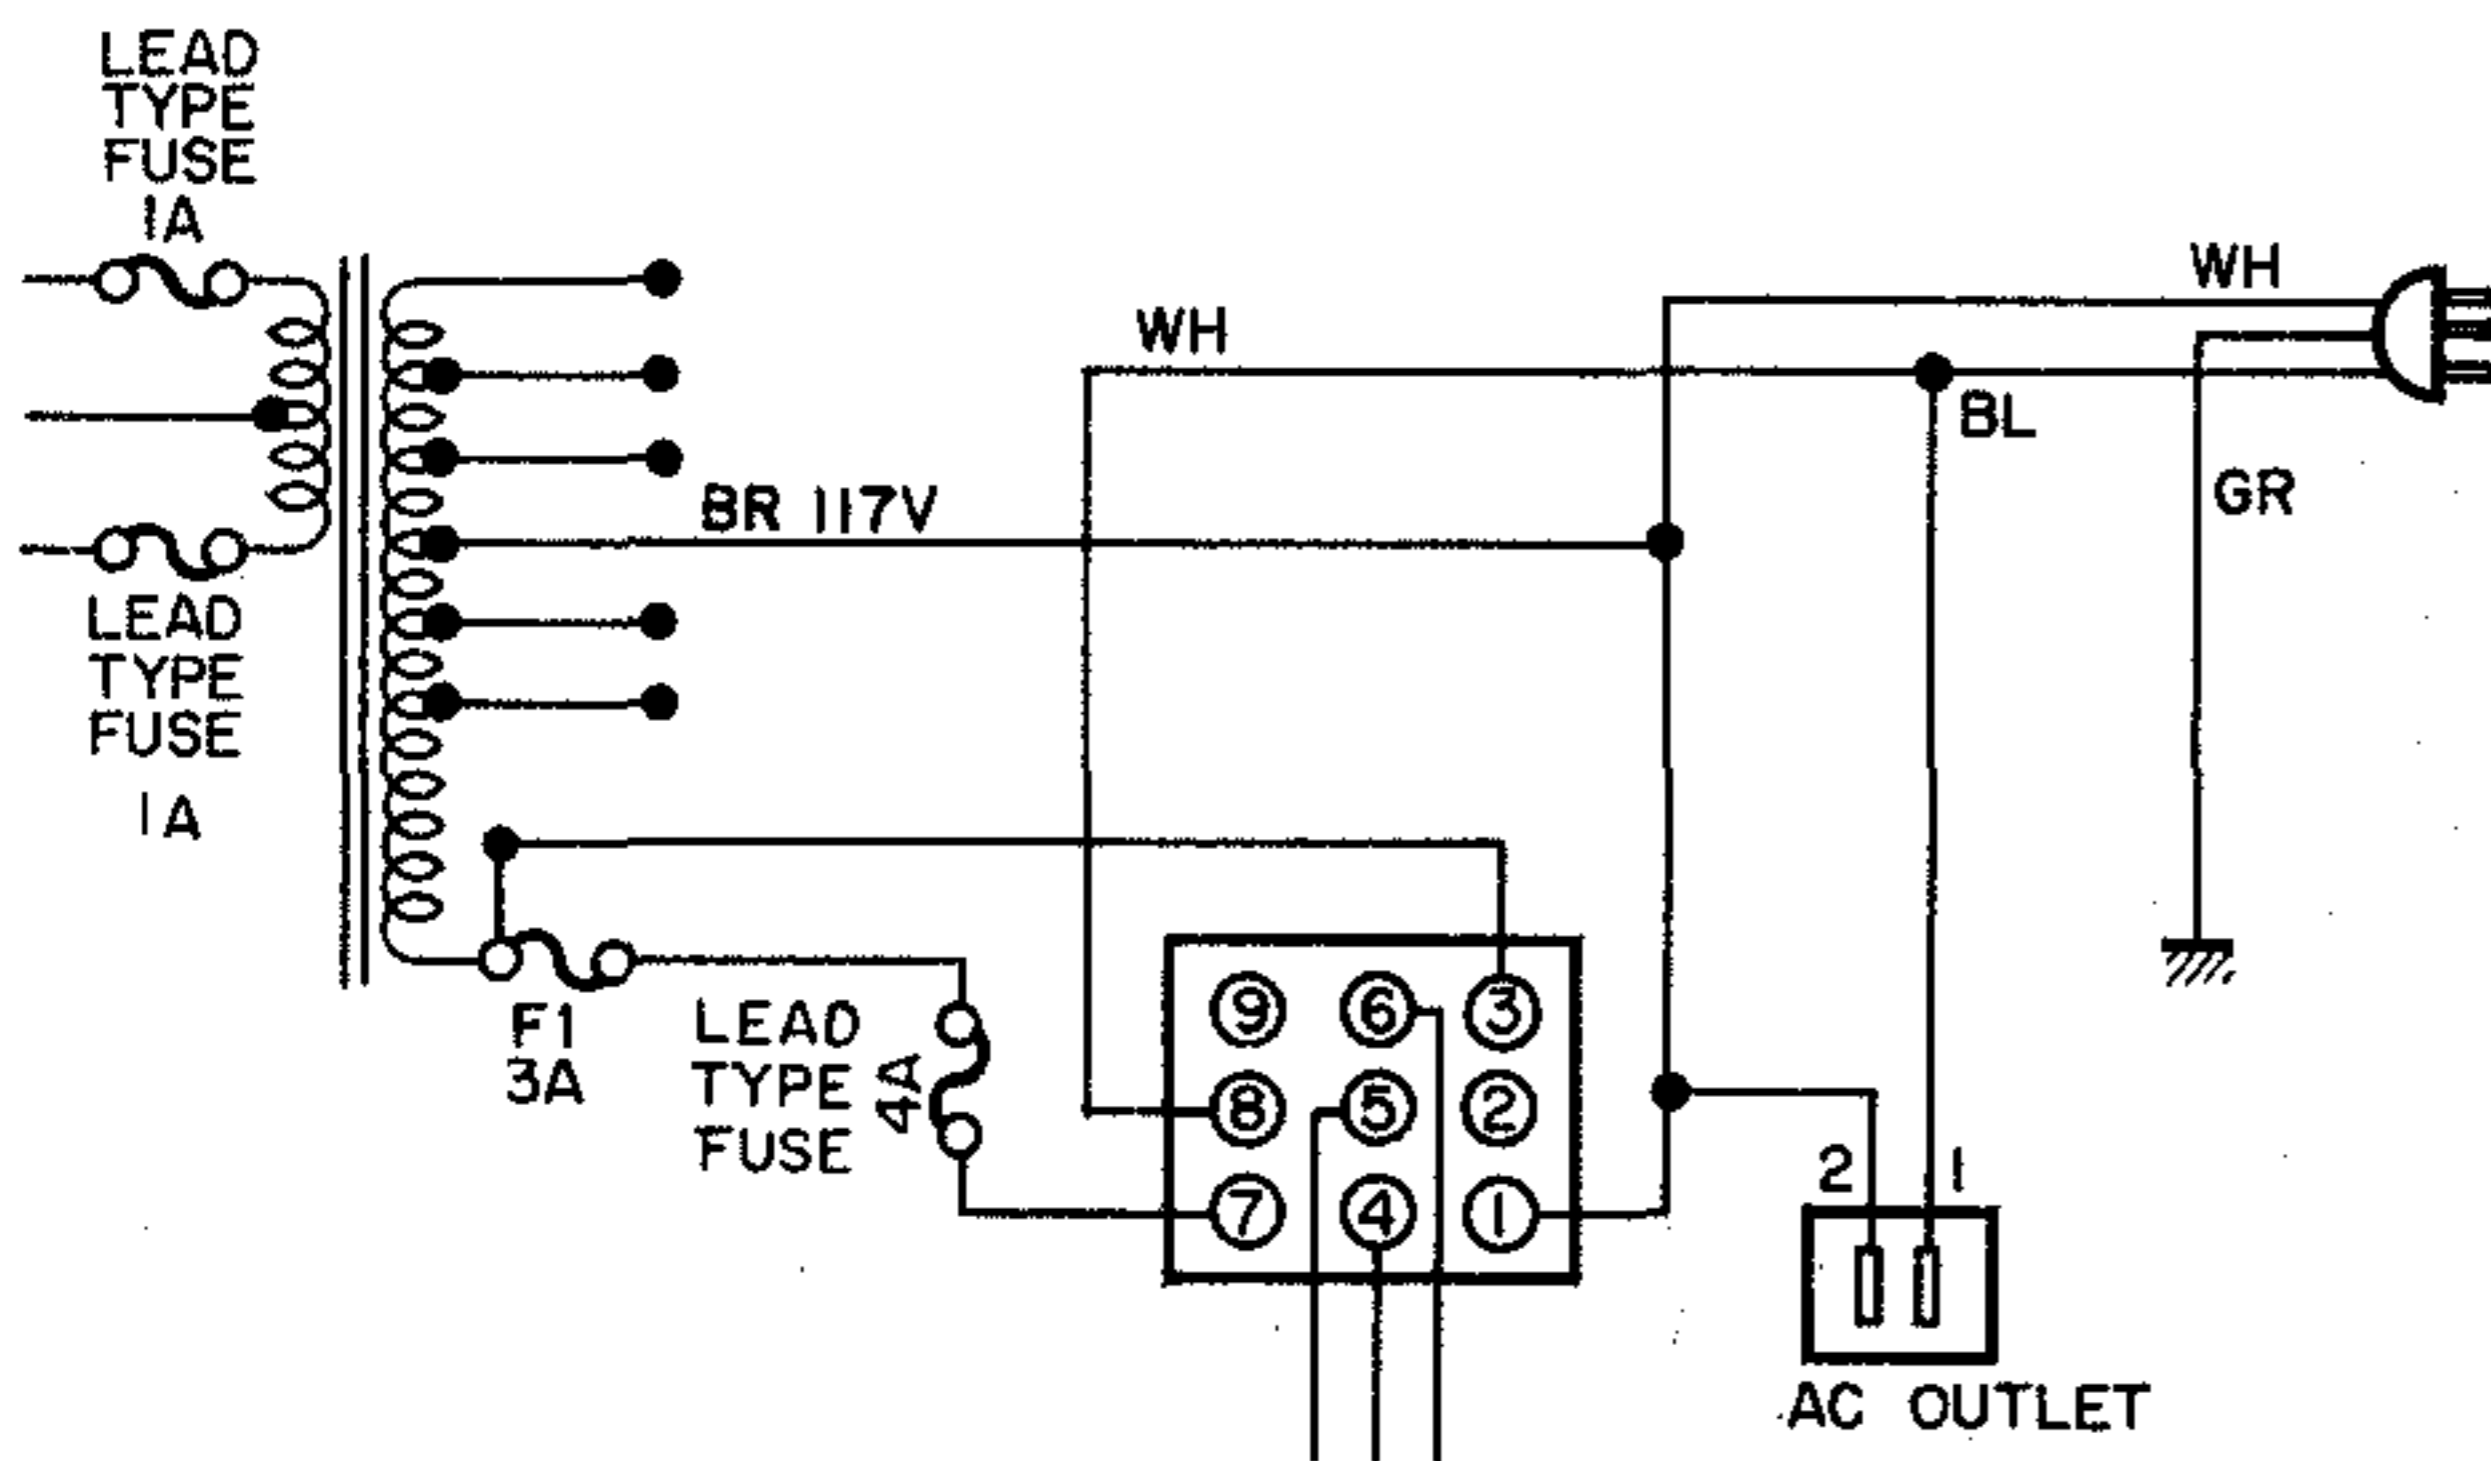 LEAD
TYPE
FUSE
1A
WH
WH
BL
BR 117V
GR
LEAD
TYPE
FUSE
1A
F1
3A
LEAD
TYPE
FUSE
4A
9 6 3
8 5 2
7 4 1
2 1
AC OUTLET